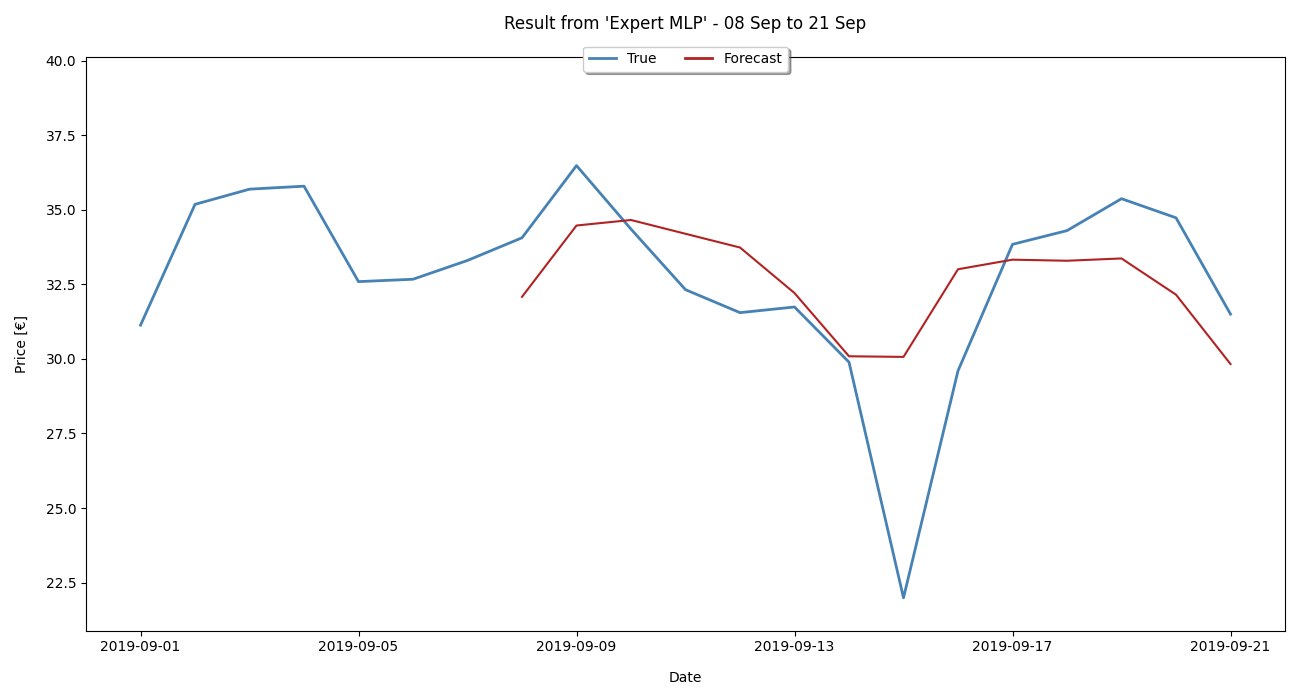 Result from 'Expert MLP' - 08 Sep to 21 Sep
True Forecast
40.0
37.5
35.0
32.5
30.0
27.5
25.0
22.5
Price [€]
2019-09-01 2019-09-05 2019-09-09 2019-09-13 2019-09-17 2019-09-21
Date